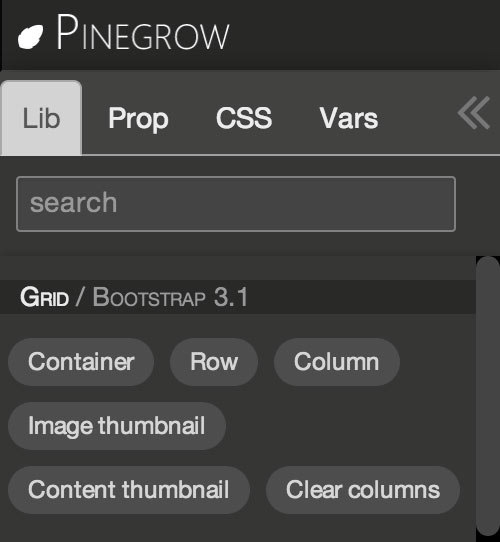 Pinegrow
Lib Prop CSS Vars
search
Grid / Bootstrap 3.1
Container Row Column
Image thumbnail
Content thumbnail Clear columns